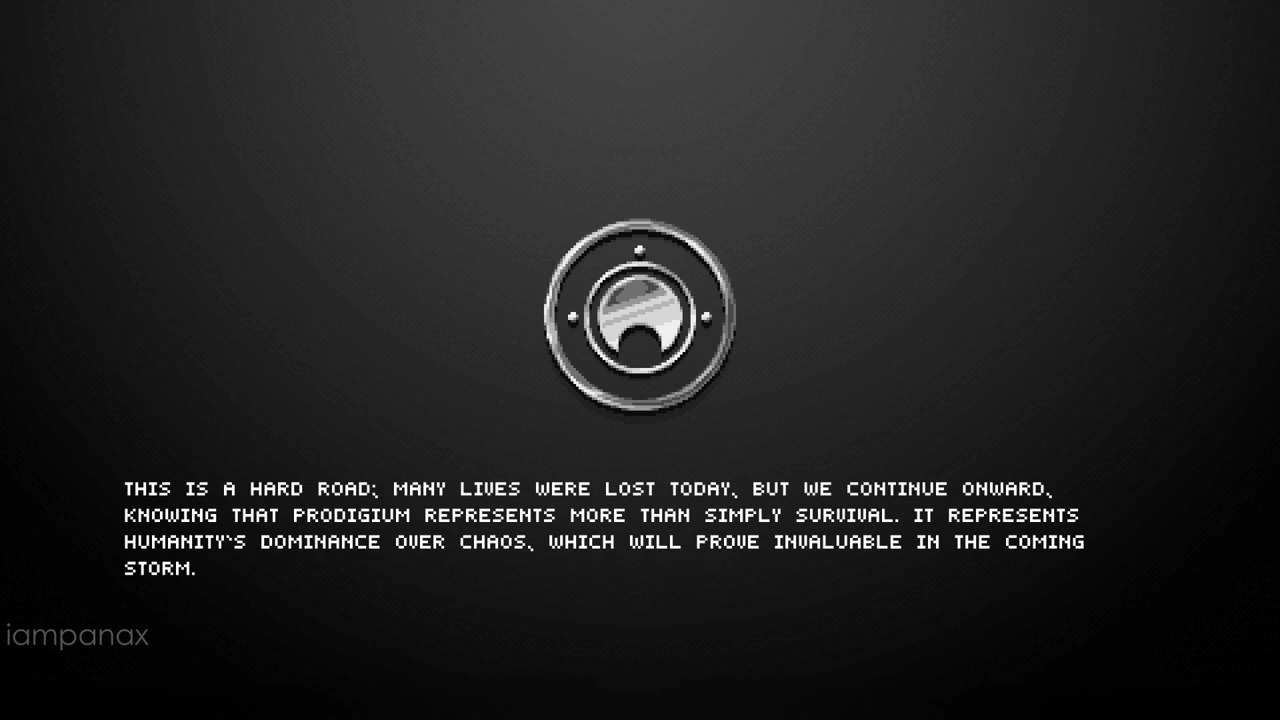 THIS IS A HARD ROAD; MANY LIVES WERE LOST TODAY, BUT WE CONTINUE ONWARD,
KNOWING THAT PRODIGIUM REPRESENTS MORE THAN SIMPLY SURVIVAL. IT REPRESENTS
HUMANITY`S DOMINANCE OVER CHAOS, WHICH WILL PROVE INVALUABLE IN THE COMING
STORM.
iampanax